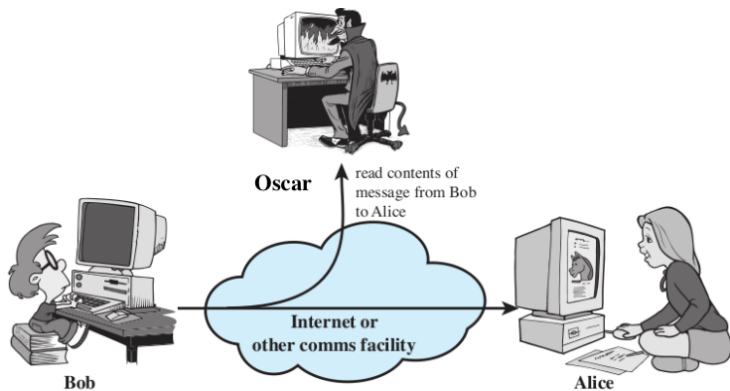 Oscar
read contents of
message from Bob
to Alice
Internet or
other comms facility
Bob
Alice